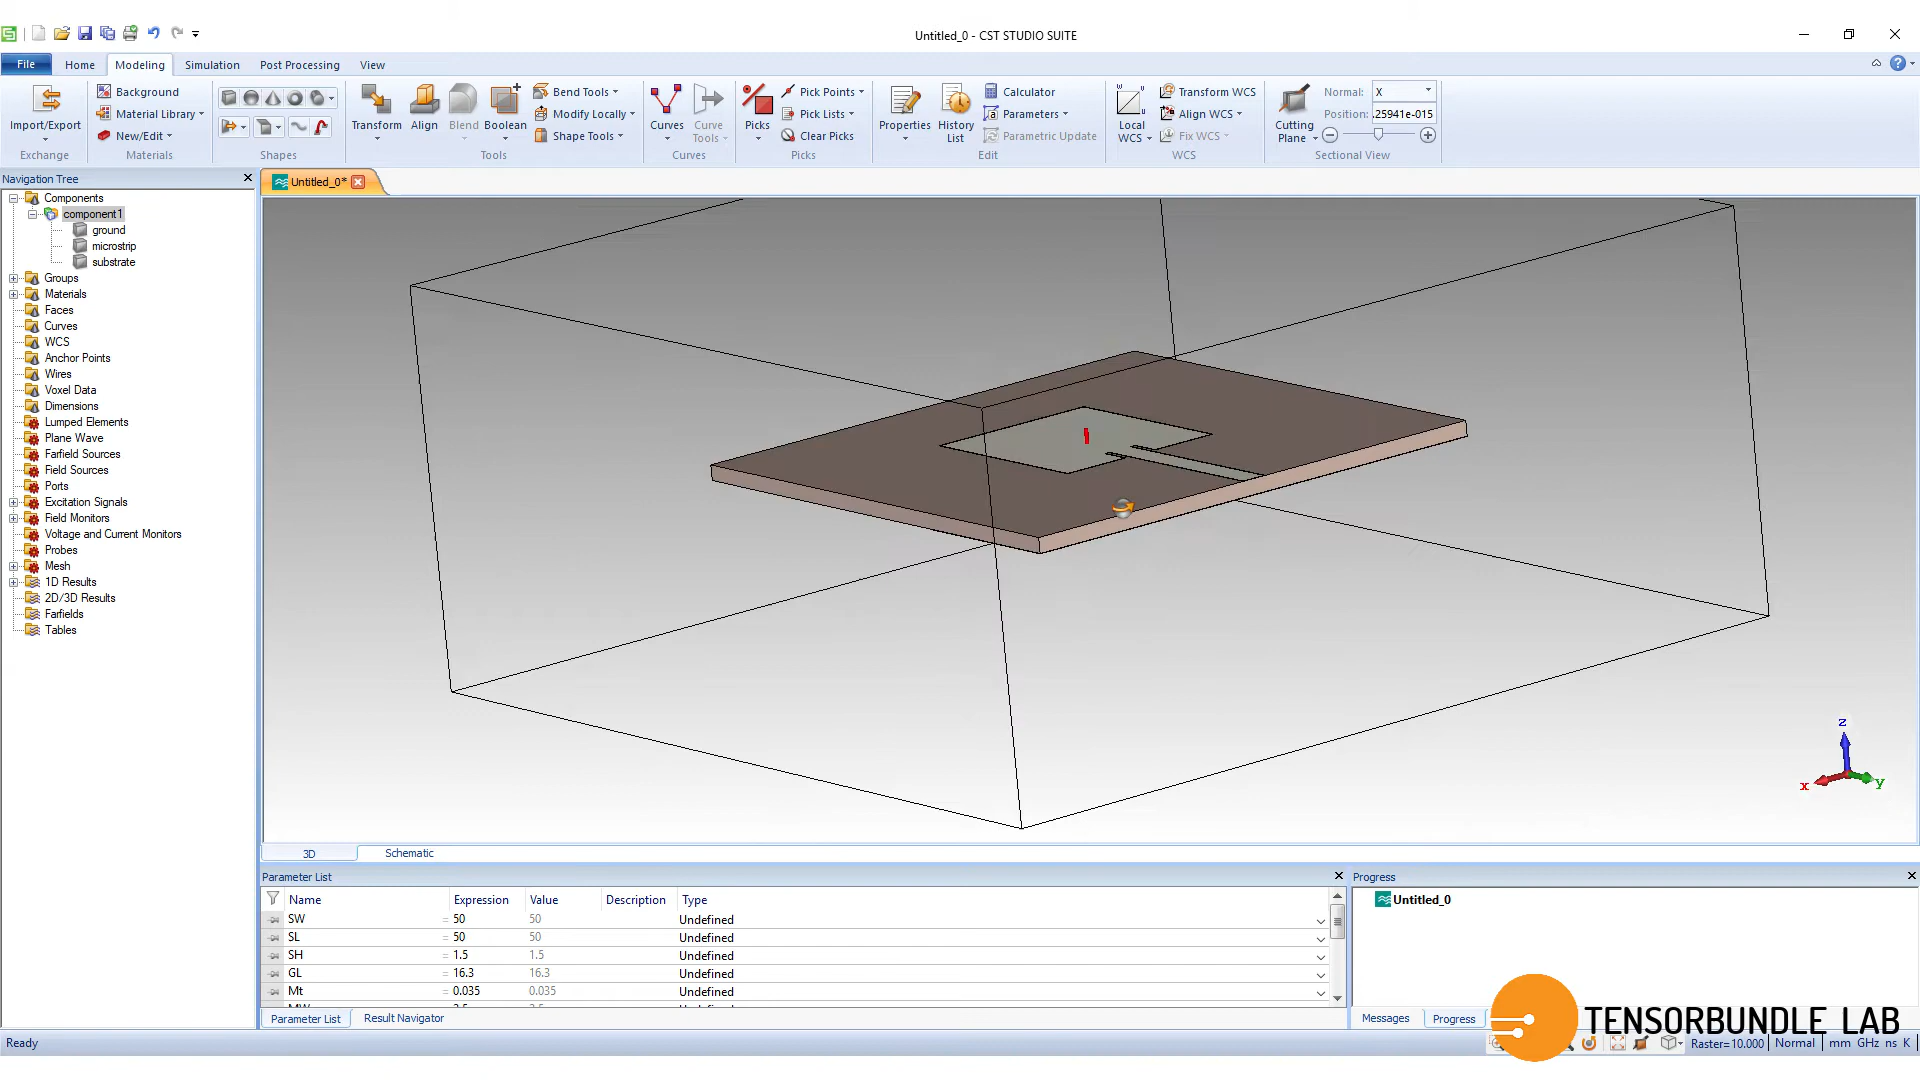 Untitled_0 - CST STUDIO SUITE
File Home Modeling Simulation Post Processing View
Import/Export
Exchange
Background
Material Library
New/Edit
Materials
Shapes
Transform
Align
Blend
Boolean
Bend Tools
Modify Locally
Shape Tools
Tools
Curves
Curve Tools
Curves
Picks
Pick Points
Pick Lists
Clear Picks
Picks
Properties
History List
Calculator
Parameters
Parametric Update
Edit
Local WCS
Transform WCS
Align WCS
Fix WCS
WCS
Cutting Plane
Normal: X
Position: .25941e-015
Sectional View
Navigation Tree
Untitled_0*
Components
component1
ground
microstrip
substrate
Groups
Materials
Faces
Curves
WCS
Anchor Points
Wires
Voxel Data
Dimensions
Lumped Elements
Plane Wave
Farfield Sources
Field Sources
Ports
Excitation Signals
Field Monitors
Voltage and Current Monitors
Probes
Mesh
1D Results
2D/3D Results
Farfields
Tables
z
x
y
3D Schematic
Parameter List
Name Expression Value Description Type
SW = 50 50 Undefined
SL = 50 50 Undefined
SH = 1.5 1.5 Undefined
GL = 16.3 16.3 Undefined
Mt = 0.035 0.035 Undefined
Parameter List Result Navigator
Progress
Untitled_0
Messages Progress
TENSORBUNDLE LAB
Ready
Raster=10.000 Normal mm GHz ns K